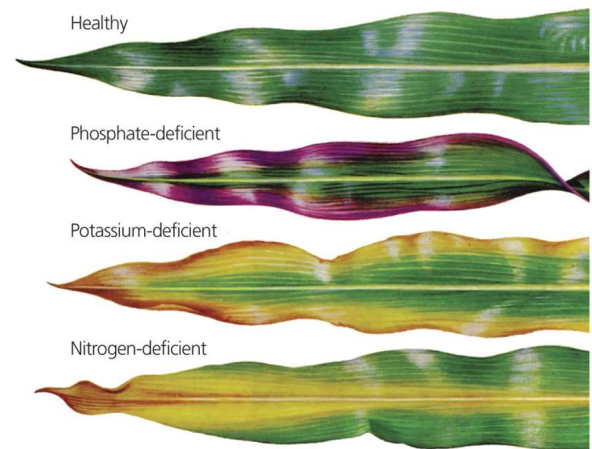 Healthy
Phosphate-deficient
Potassium-deficient
Nitrogen-deficient